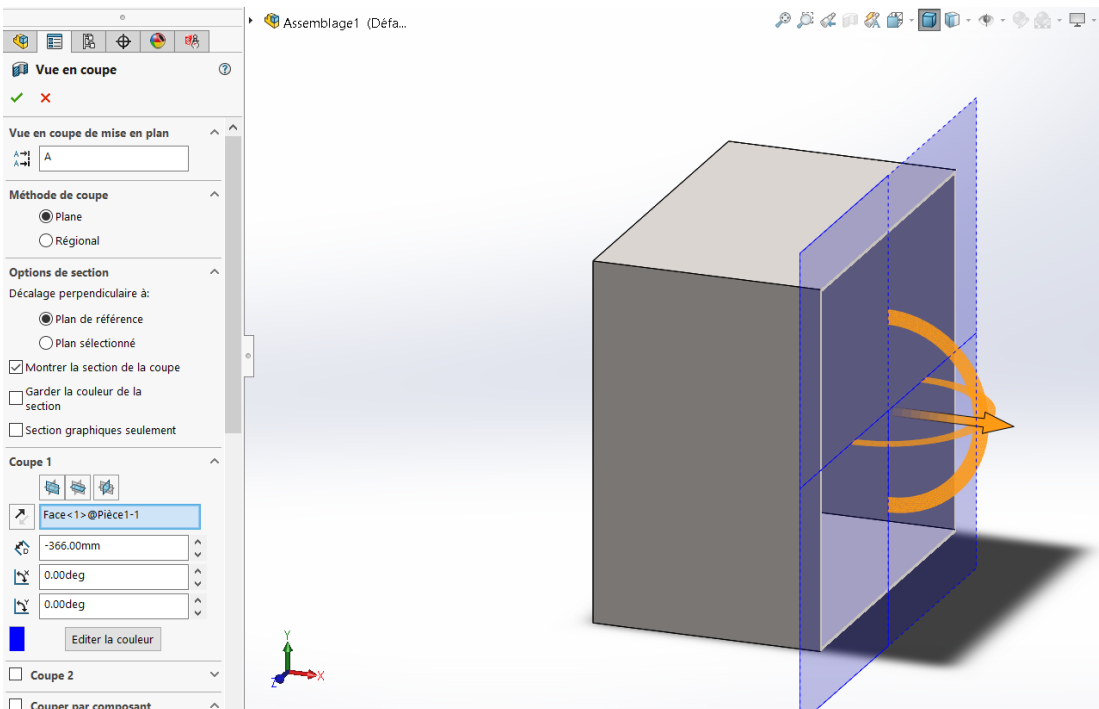 Assemblage1 (Défa...
Vue en coupe
Vue en coupe de mise en plan
A
Méthode de coupe
Plane
Régional
Options de section
Décalage perpendiculaire à:
Plan de référence
Plan sélectionné
Montrer la section de la coupe
Garder la couleur de la
section
Section graphiques seulement
Coupe 1
Face<1>@Pièce1-1
-366.00mm
0.00deg
0.00deg
Editer la couleur
Coupe 2
Couper par composant
Y
X
Z